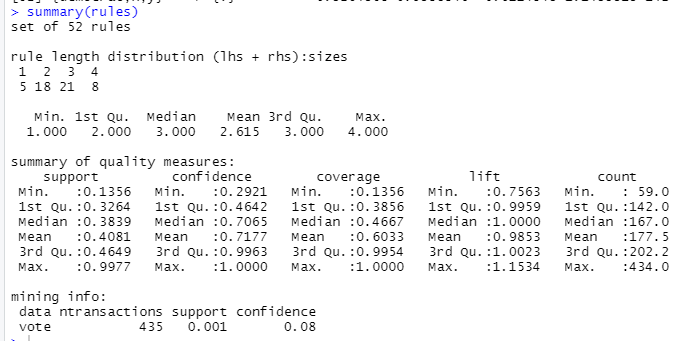 > summary(rules)
set of 52 rules
rule length distribution (lhs + rhs):sizes
1 2 3 4
5 18 21 8
Min. 1st Qu. Median Mean 3rd Qu. Max.
1.000 2.000 3.000 2.615 3.000 4.000
summary of quality measures:
support confidence coverage lift count
Min. :0.1356 Min. :0.2921 Min. :0.1356 Min. :0.7563 Min. : 59.0
1st Qu.:0.3264 1st Qu.:0.4642 1st Qu.:0.3856 1st Qu.:0.9959 1st Qu.:142.0
Median :0.3839 Median :0.7065 Median :0.4667 Median :1.0000 Median :167.0
Mean :0.4081 Mean :0.7177 Mean :0.6033 Mean :0.9853 Mean :177.5
3rd Qu.:0.4649 3rd Qu.:0.9963 3rd Qu.:0.9954 3rd Qu.:1.0023 3rd Qu.:202.2
Max. :0.9977 Max. :1.0000 Max. :1.0000 Max. :1.1534 Max. :434.0
mining info:
data ntransactions support confidence
vote 435 0.001 0.08
>